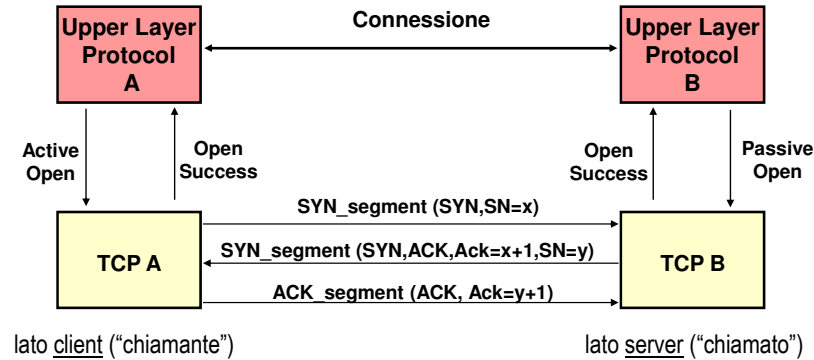 Upper Layer
Protocol
A
Connessione
Upper Layer
Protocol
B
Active
Open
Open
Success
Open
Success
Passive
Open
SYN_segment (SYN,SN=x)
TCP A
SYN_segment (SYN,ACK,Ack=x+1,SN=y)
TCP B
ACK_segment (ACK, Ack=y+1)
lato client (“chiamante”)
lato server (“chiamato”)